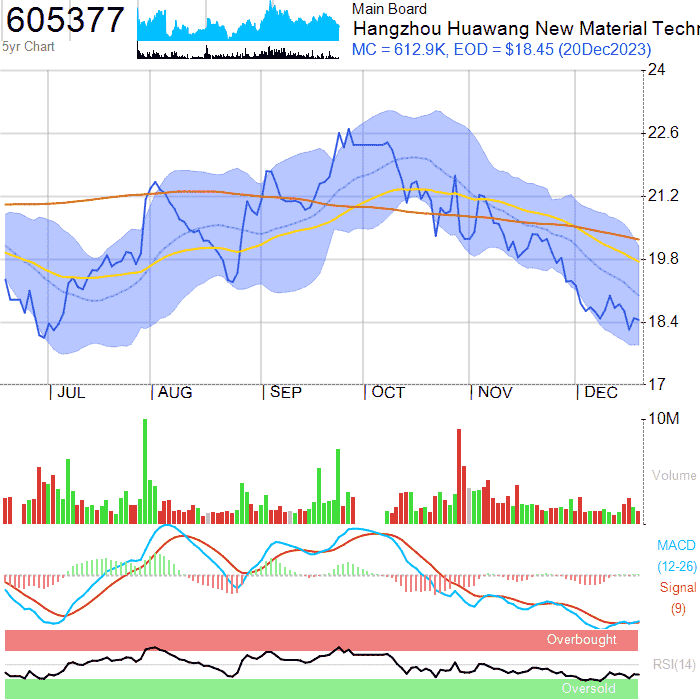 605377
5yr Chart
Main Board
Hangzhou Huawang New Material Techn
MC = 612.9K, EOD = $18.45 (20Dec2023)
24
22.6
21.2
19.8
18.4
17
JUL
AUG
SEP
OCT
NOV
DEC
10M
Volume
MACD
(12-26)
Signal
(9)
Overbought
RSI(14)
Oversold